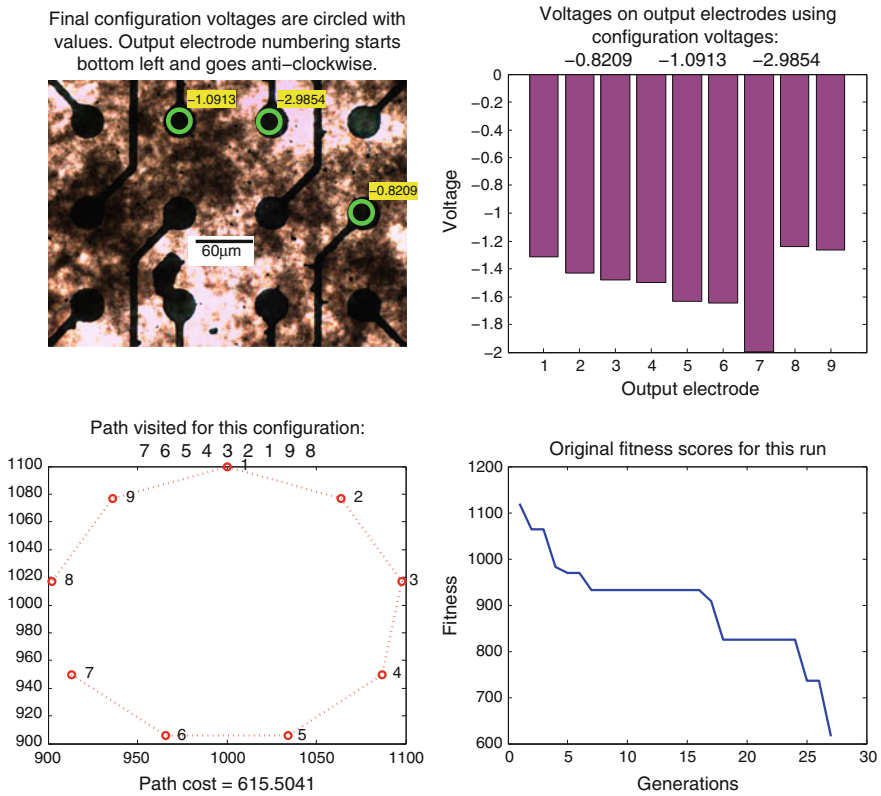 Final configuration voltages are circled with
values. Output electrode numbering starts
bottom left and goes anti−clockwise.
−1.0913
−2.9854
−0.8209
60μm
Voltages on output electrodes using
configuration voltages:
−0.8209 −1.0913 −2.9854
0
−0.2
−0.4
−0.6
−0.8
−1
−1.2
−1.4
−1.6
−1.8
−2
Voltage
1 2 3 4 5 6 7 8 9
Output electrode
Path visited for this configuration:
7 6 5 4 3 2 1 9 8
1100
1080
1060
1040
1020
1000
980
960
940
920
900
1
2
3
4
5
6
7
8
9
900 950 1000 1050 1100
Path cost = 615.5041
Original fitness scores for this run
1200
1100
1000
900
800
700
600
Fitness
0 5 10 15 20 25 30
Generations